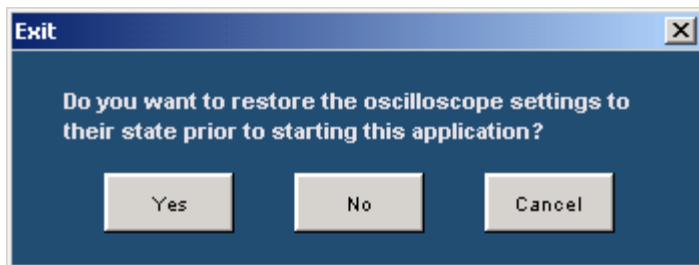 Exit
Do you want to restore the oscilloscope settings to
their state prior to starting this application?
Yes No Cancel